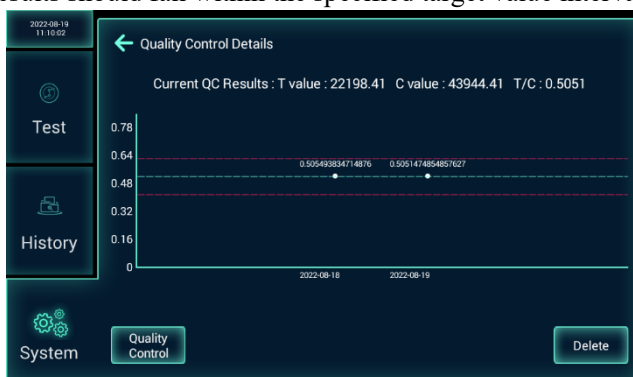 2022-08-19
11:10:02
Quality Control Details
Current QC Results : T value : 22198.41 C value : 43944.41 T/C : 0.5051
Test
0.78
0.64
0.505493834714876 0.5051474854857627
0.48
0.32
History
0.16
0
2022-08-18 2022-08-19
Quality
Control
Delete
System